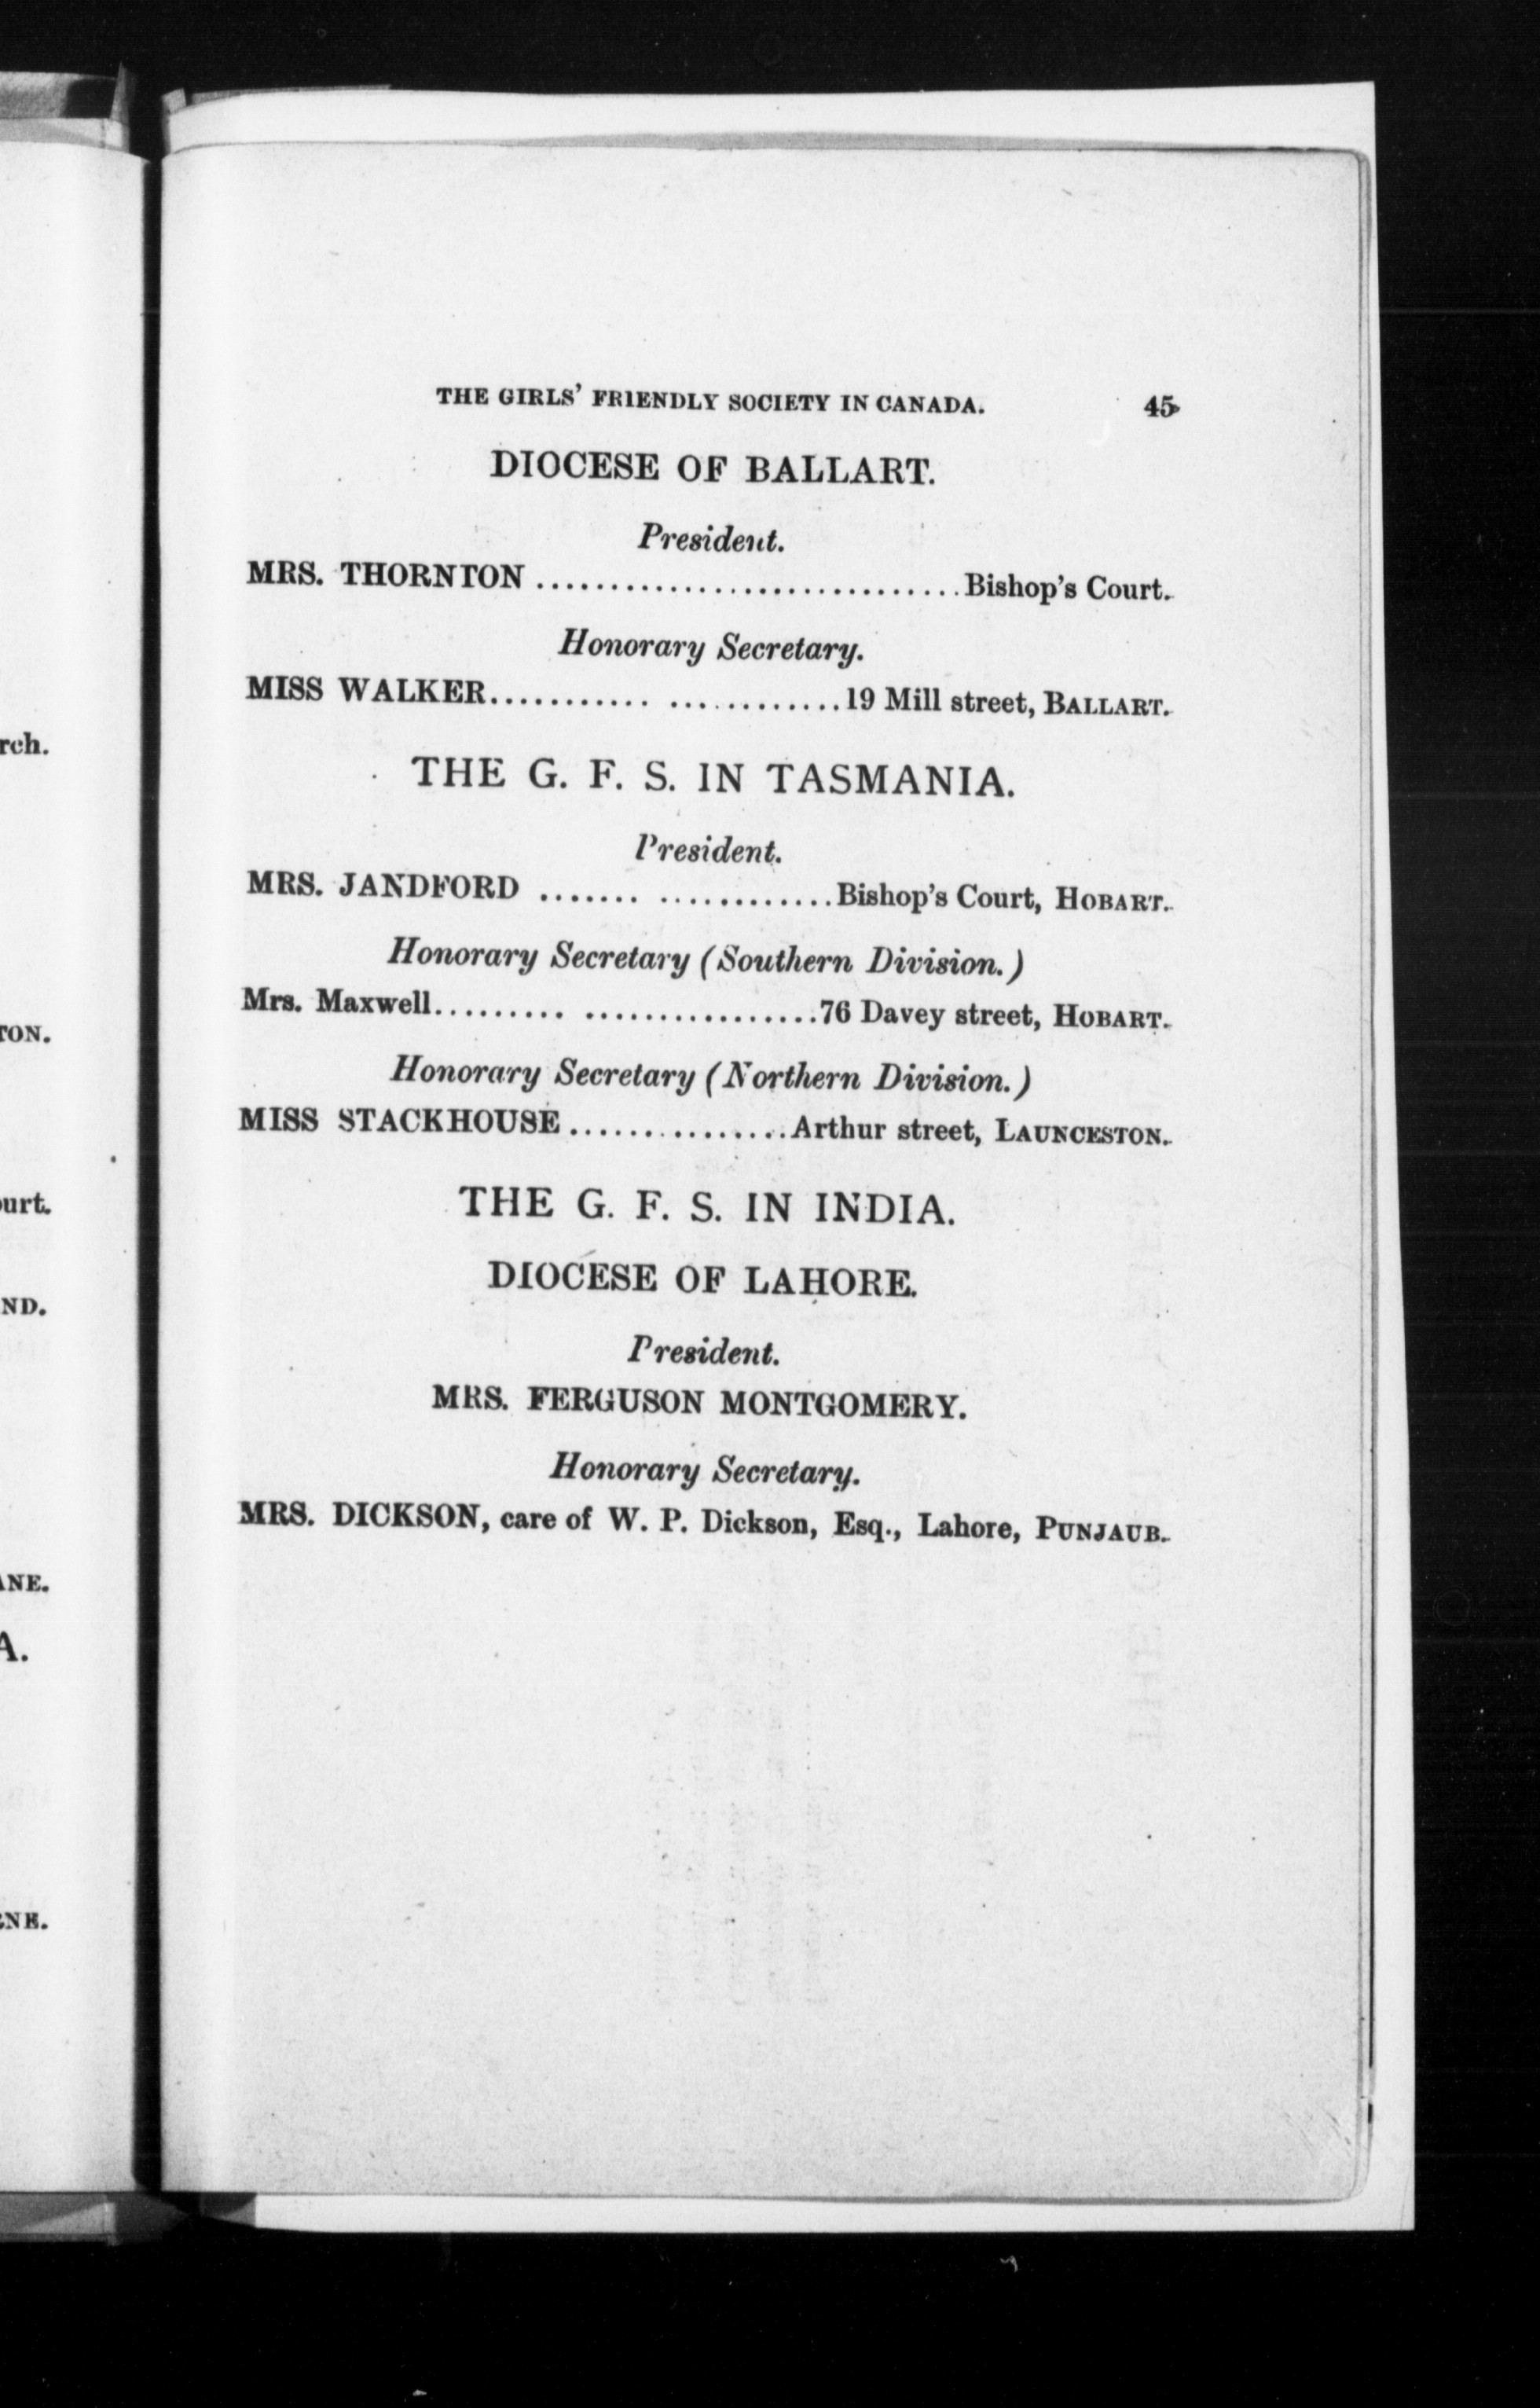 THE GIRLS' FRIENDLY SOCIETY IN CANADA. 45
DIOCESE OF BALLART.
President.
MRS. THORNTON ............................. Bishop's Court.
Honorary Secretary.
MISS WALKER........... ............19 Mill street, BALLART.
THE G. F. S. IN TASMANIA.
President.
MRS. JANDFORD ....... ............Bishop's Court, HOBART.
Honorary Secretary (Southern Division.)
Mrs. Maxwell......... ................76 Davey street, HOBART.
Honorary Secretary (Northern Division.)
MISS STACKHOUSE ...............Arthur street, LAUNCESTON.
THE G. F. S. IN INDIA.
DIOCESE OF LAHORE.
President.
MRS. FERGUSON MONTGOMERY.
Honorary Secretary.
MRS. DICKSON, care of W. P. Dickson, Esq., Lahore, PUNJAUB.